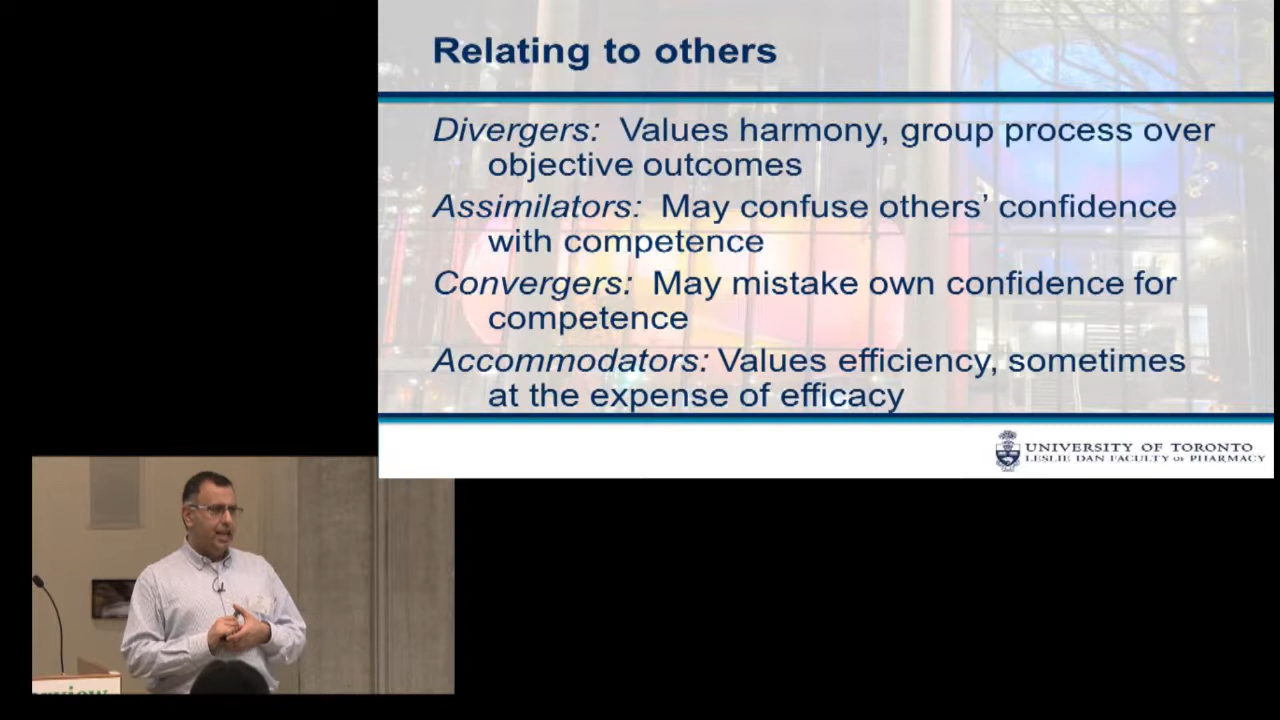 Relating to others
Divergers: Values harmony, group process over
objective outcomes
Assimilators: May confuse others’ confidence
with competence
Convergers: May mistake own confidence for
competence
Accommodators: Values efficiency, sometimes
at the expense of efficacy
UNIVERSITY OF TORONTO
LESLIE DAN FACULTY OF PHARMACY